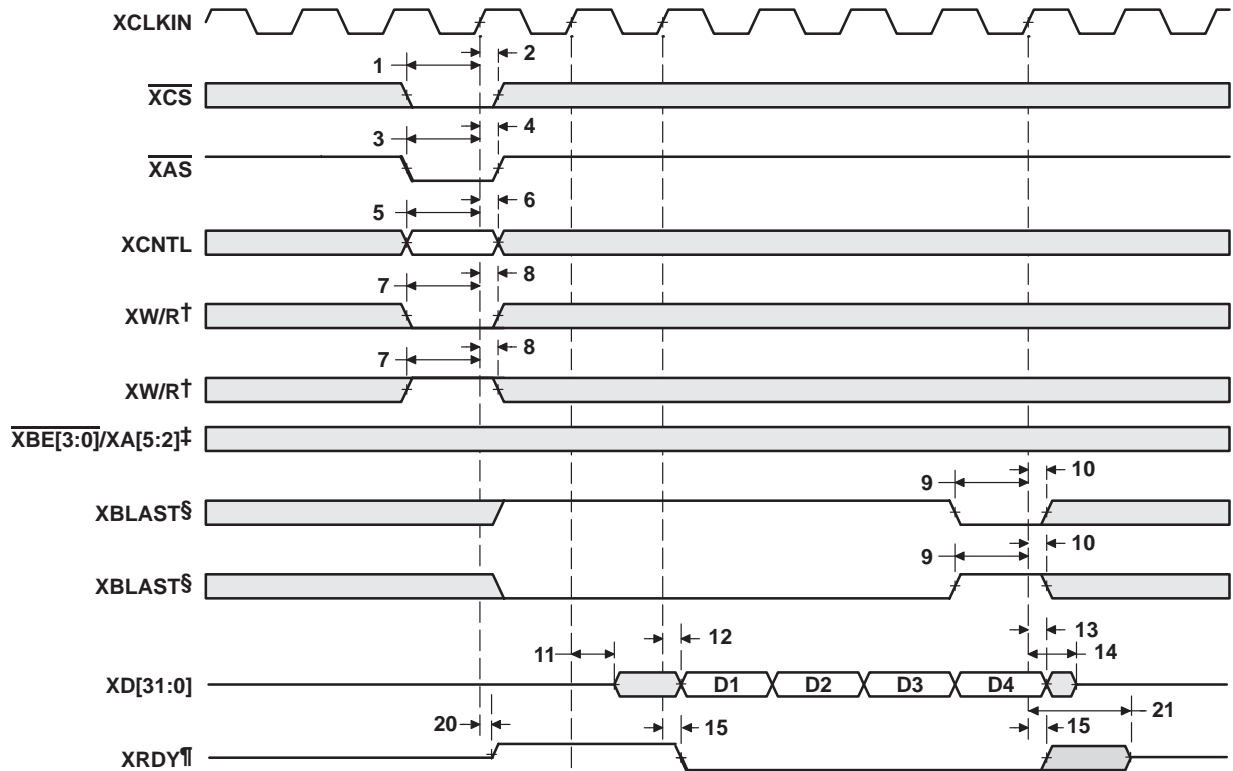 XCLKIN
1
2
XCS
3
4
XAS
5
6
XCNTL
7
8
XW/R†
7
8
XW/R†
XBE[3:0]/XA[5:2]‡
9
10
XBLAST§
9
10
XBLAST§
13
12
14
11
XD[31:0]
D1 D2 D3 D4
21
20
15
15
XRDY¶